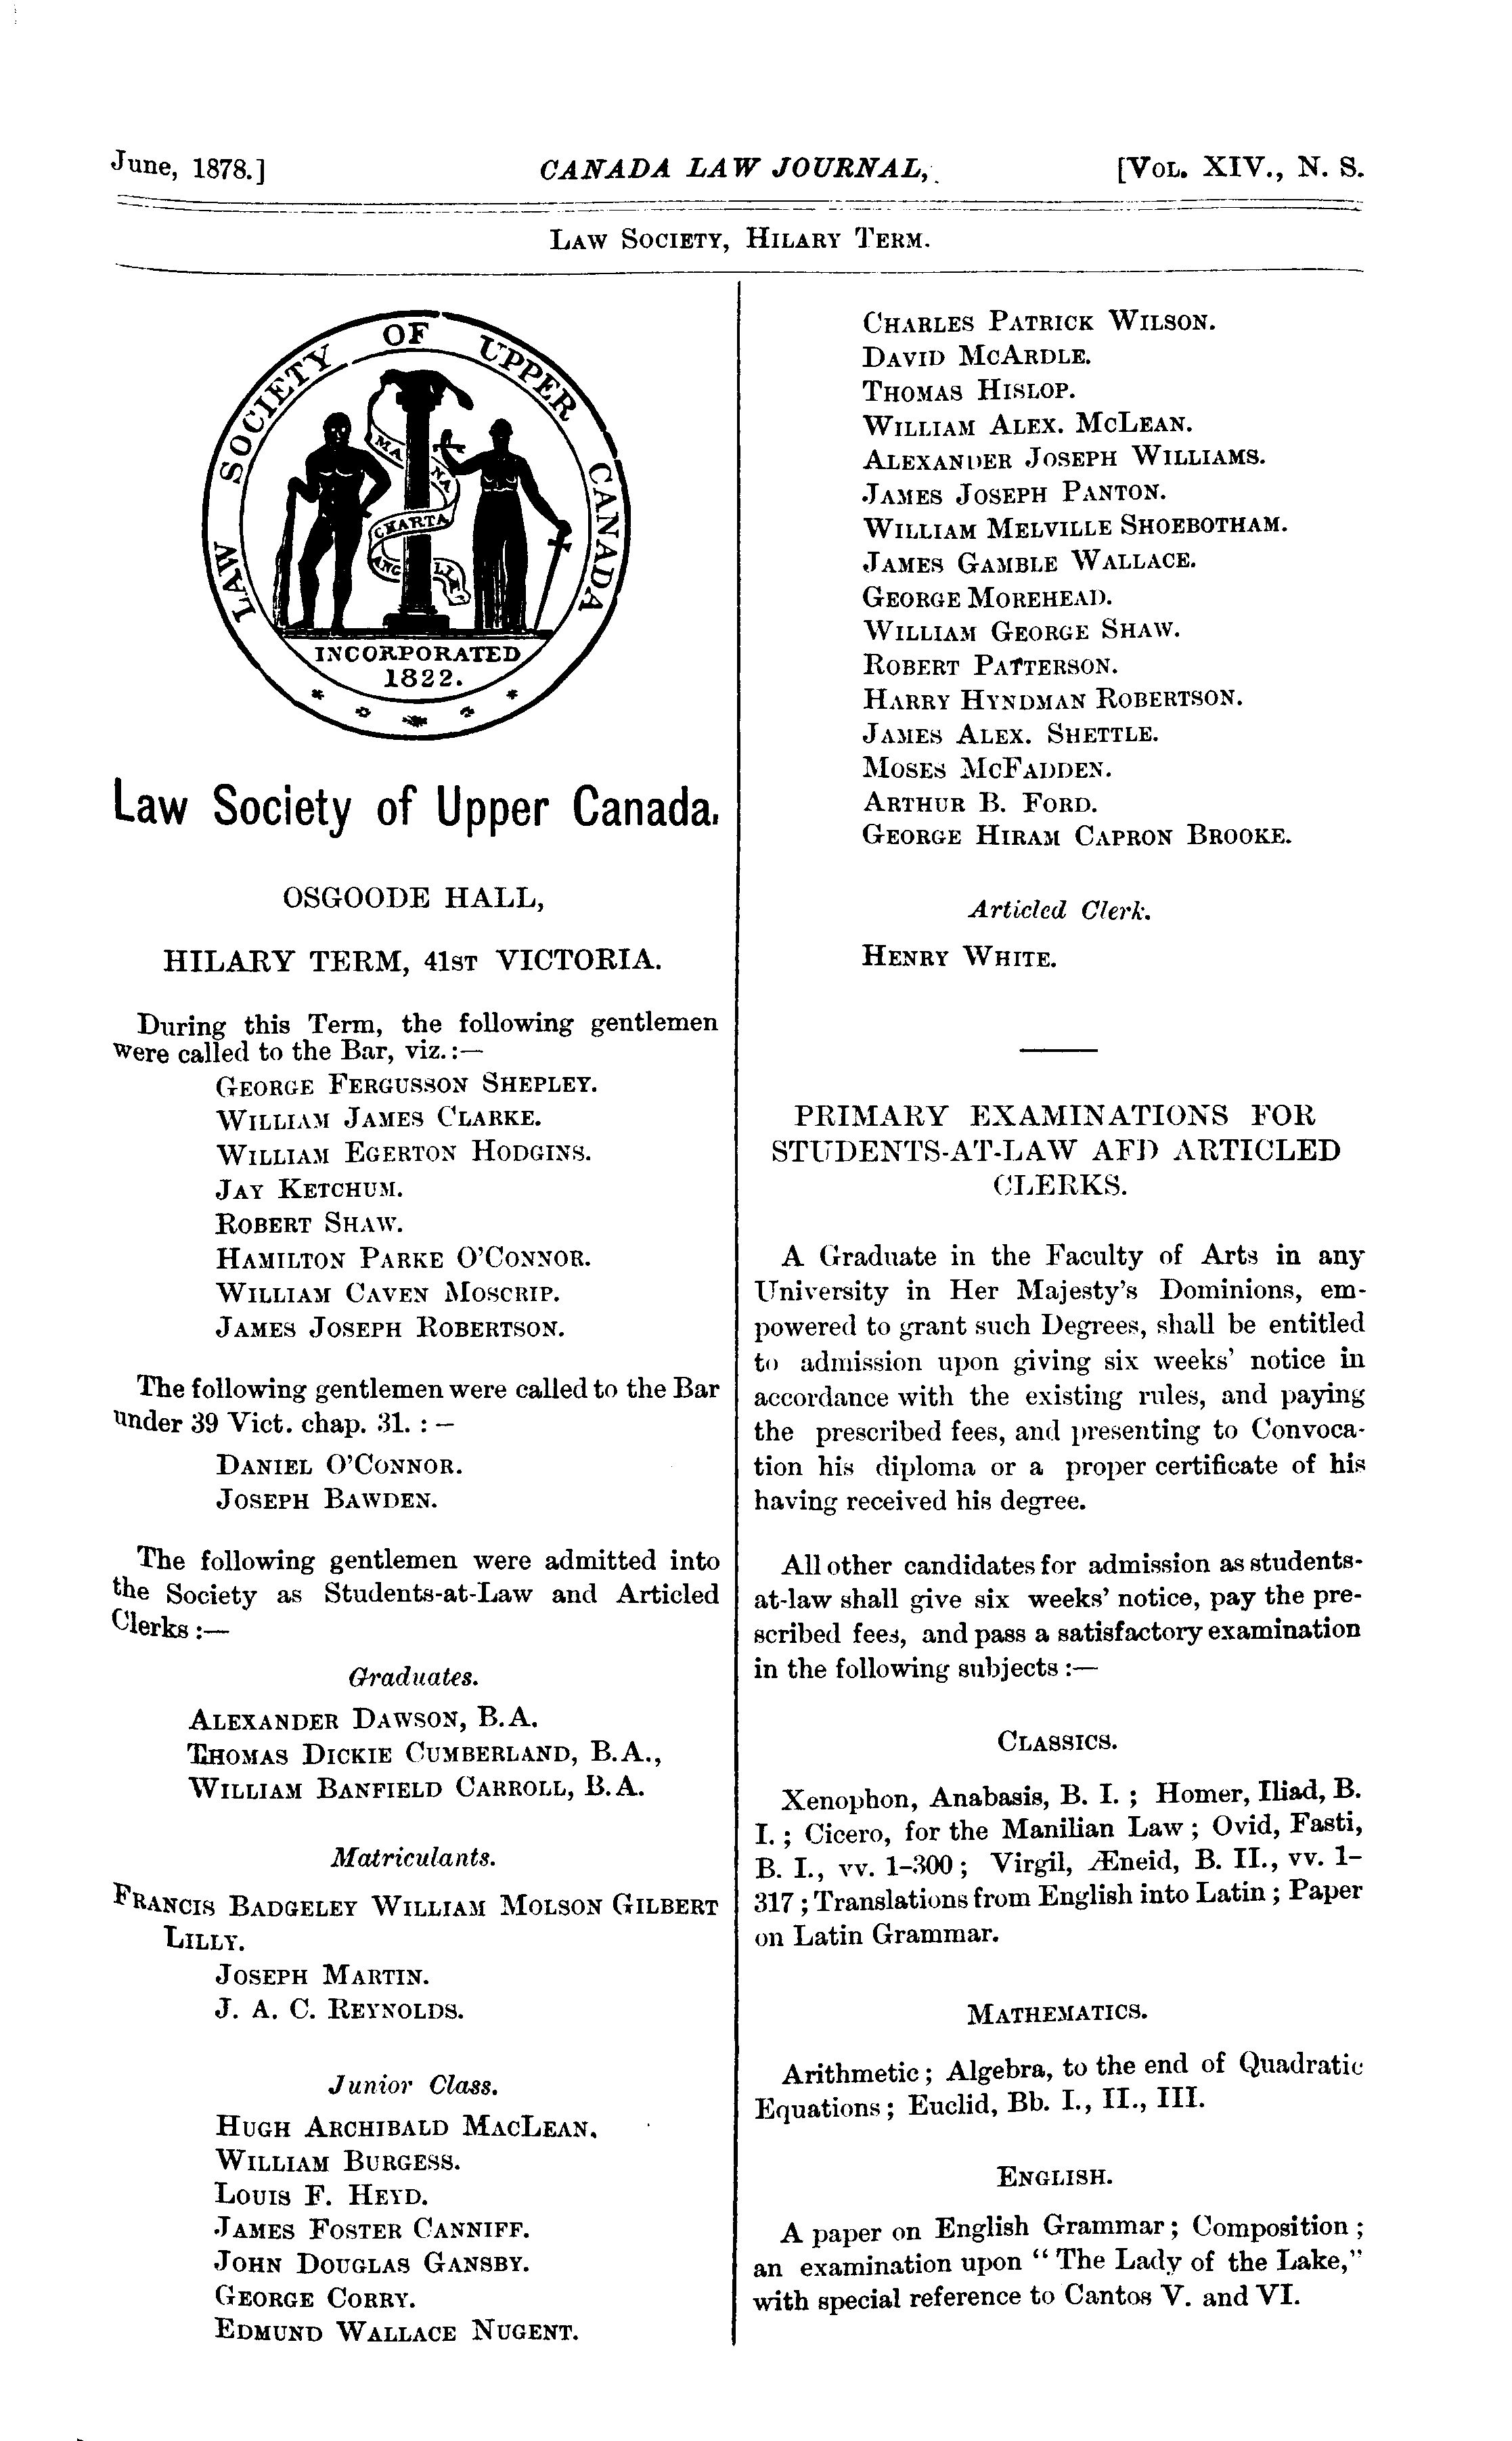 June, 1878.] CANADA LAW JOURNAL, [VOL. XIV., N. S.
LAW SOCIETY, HILARY TERM.
LAW SOCIETY OF UPPER CANADA
MAGNA
CHARTA
ANGLIÆ
INCORPORATED
1822.
Law Society of Upper Canada.
OSGOODE HALL,
HILARY TERM, 41ST VICTORIA.
During this Term, the following gentlemen
were called to the Bar, viz.:—
GEORGE FERGUSSON SHEPLEY.
WILLIAM JAMES CLARKE.
WILLIAM EGERTON HODGINS.
JAY KETCHUM.
ROBERT SHAW.
HAMILTON PARKE O'CONNOR.
WILLIAM CAVEN MOSCRIP.
JAMES JOSEPH ROBERTSON.
The following gentlemen were called to the Bar
under 39 Vict. chap. 31. : –
DANIEL O'CONNOR.
JOSEPH BAWDEN.
The following gentlemen were admitted into
the Society as Students-at-Law and Articled
Clerks :—
Graduates.
ALEXANDER DAWSON, B.A.
THOMAS DICKIE CUMBERLAND, B.A.,
WILLIAM BANFIELD CARROLL, B.A.
Matriculants.
FRANCIS BADGELEY WILLIAM MOLSON GILBERT
LILLY.
JOSEPH MARTIN.
J. A. C. REYNOLDS.
Junior Class.
HUGH ARCHIBALD MACLEAN.
WILLIAM BURGESS.
LOUIS F. HEYD.
JAMES FOSTER CANNIFF.
JOHN DOUGLAS GANSBY.
GEORGE CORRY.
EDMUND WALLACE NUGENT.
CHARLES PATRICK WILSON.
DAVID MCARDLE.
THOMAS HISLOP.
WILLIAM ALEX. MCLEAN.
ALEXANDER JOSEPH WILLIAMS.
JAMES JOSEPH PANTON.
WILLIAM MELVILLE SHOEBOTHAM.
JAMES GAMBLE WALLACE.
GEORGE MOREHEAD.
WILLIAM GEORGE SHAW.
ROBERT PATTERSON.
HARRY HYNDMAN ROBERTSON.
JAMES ALEX. SHETTLE.
MOSES MCFADDEN.
ARTHUR B. FORD.
GEORGE HIRAM CAPRON BROOKE.
Articled Clerk.
HENRY WHITE.
PRIMARY EXAMINATIONS FOR
STUDENTS-AT-LAW AFD ARTICLED
CLERKS.
A Graduate in the Faculty of Arts in any
University in Her Majesty's Dominions, em-
powered to grant such Degrees, shall be entitled
to admission upon giving six weeks' notice in
accordance with the existing rules, and paying
the prescribed fees, and presenting to Convoca-
tion his diploma or a proper certificate of his
having received his degree.
All other candidates for admission as students-
at-law shall give six weeks' notice, pay the pre-
scribed fees, and pass a satisfactory examination
in the following subjects :—
CLASSICS.
Xenophon, Anabasis, B. I. ; Homer, Iliad, B.
I. ; Cicero, for the Manilian Law ; Ovid, Fasti,
B. I., vv. 1–300 ; Virgil, Æneid, B. II., vv. 1–
317 ; Translations from English into Latin ; Paper
on Latin Grammar.
MATHEMATICS.
Arithmetic ; Algebra, to the end of Quadratic
Equations ; Euclid, Bb. I., II., III.
ENGLISH.
A paper on English Grammar ; Composition ;
an examination upon " The Lady of the Lake,"
with special reference to Cantos V. and VI.